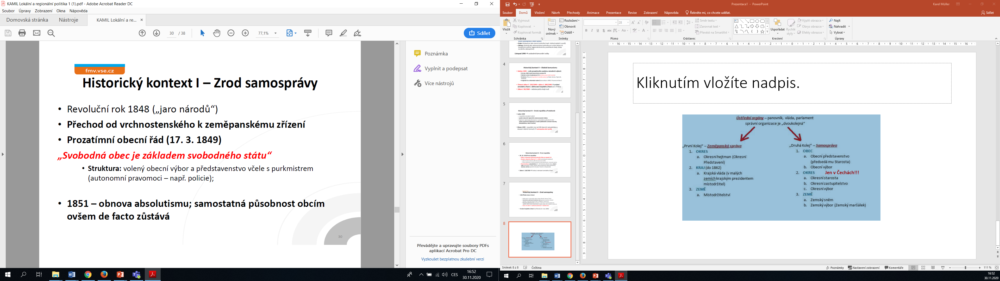 KAMIL Lokální a regionální politika 1 (1).pdf - Adobe Acrobat Reader DC
Soubor Úpravy Zobrazení Okna Nápověda
Domovská stránka Nástroje KAMIL Lokální a re... ×
30 / 38 77,1% Sdílet
fmv.vse.cz
Historický kontext I – Zrod samosprávy
• Revoluční rok 1848 („jaro národů“)
• Přechod od vrchnostenského k zeměpanskému zřízení
• Prozatímní obecní řád (17. 3. 1849)
„Svobodná obec je základem svobodného státu“
• Struktura: volený obecní výbor a představenstvo včele s purkmistrem
(autonomní pravomoci – např. policie);
• 1851 – obnova absolutismu; samostatná působnost obcím
ovšem de facto zůstává
30
Poznámka
Vyplnit a podepsat
Více nástrojů
Převádějte a upravujte soubory PDFs
aplikací Acrobat Pro DC
Vyzkoušet bezplatnou zkušební verzi
CES
16:52
30.11.2020
Prezentace1 - PowerPoint
Karel Müller
Soubor Domů Vložení Návrh Přechody Animace Prezentace Revize Zobrazení Nápověda Řekněte mi, co chcete udělat. Sdílet
Vložit
Vyjmout
Kopírovat
Kopírovat formát
Schránka
Nový
snímek
Rozložení
Obnovit
Oddíl
Snímky
28
Písmo
Směr textu
Zarovnat text
Převést na SmartArt
Odstavec
Uspořádat
Rychlé
styly
Výplň obrazce
Obrys obrazce
Efekty obrazce
Kreslení
Najít
Nahradit
Vybrat
Úpravy
Listopad 1990 → svobodné komunální volby
4
Historický kontext V – Období komunismu
5
Historický kontext IV – Druhá republika a Protektorát
6
Historický kontext III – První republika
7
Historický kontext II – Zrod samosprávy
8
Kliknutím vložíte nadpis.
Ústřední orgány – panovník, vláda, parlament
správní organizace je „dvoukolejná“
„První Kolej“ – Zeměpanská správa
1. OKRES
a. Okresní hejtman (Okresní
Představení)
2. KRAJ (do 1862)
a. Krajská vláda (v malých
zemích krajským prezidentem
místodržitel)
3. ZEMĚ
a. Místodržitelství
„Druhá Kolej“ – Samospráva
1. OBEC
a. Obecní představenstvo
(předsedá mu Starosta)
b. Obecní výbor
2. OKRES Jen v Čechách!!!
a. Okresní starosta
b. Okresní zastupitelstvo
c. Okresní výbor
3. ZEMĚ
a. Zemský sněm
b. Zemský výbor (Zemský maršálek)
Snímek 8 z 8 Čeština Poznámky Nastavení zobrazení Komentáře 111 %
16:52
30.11.2020